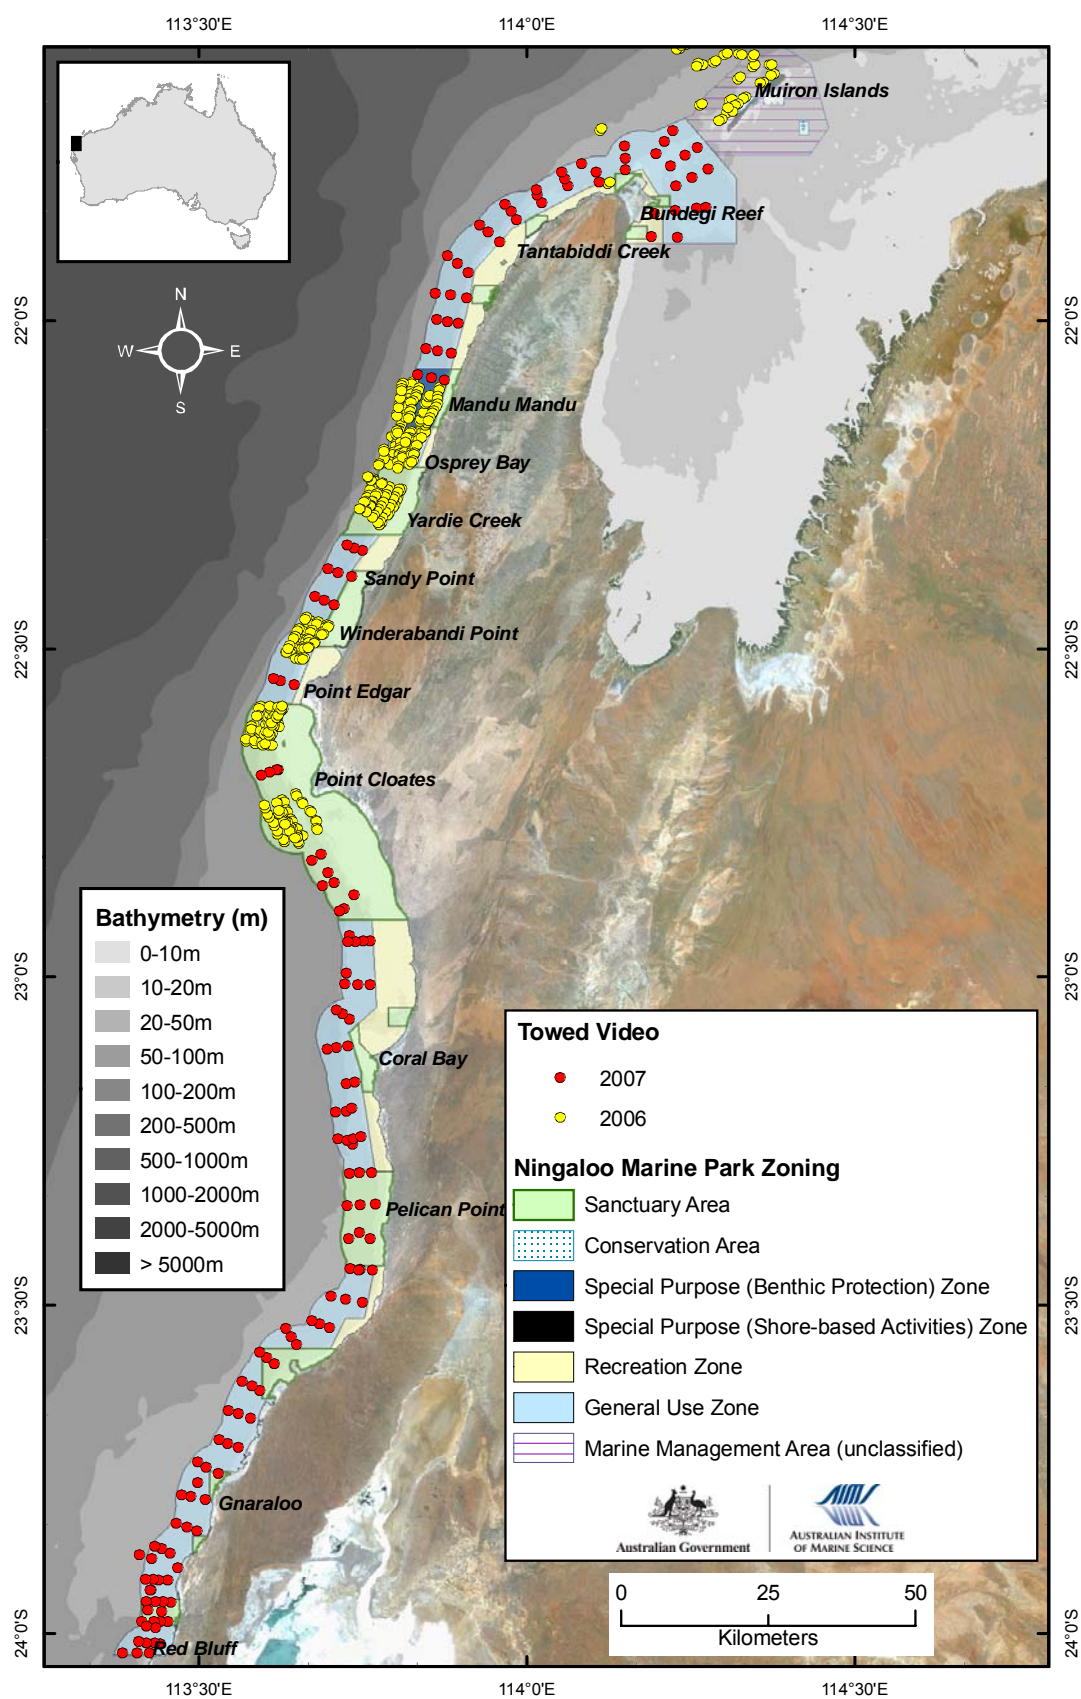 113°30'E
114°0'E
114°30'E
Muiron Islands
Bundegi Reef
Tantabiddi Creek
N
W
E
S
22°0'S
22°0'S
Mandu Mandu
Osprey Bay
Yardie Creek
Sandy Point
Winderabandi Point
22°30'S
22°30'S
Point Edgar
Point Cloates
Bathymetry (m)
0-10m
10-20m
20-50m
50-100m
100-200m
200-500m
500-1000m
1000-2000m
2000-5000m
> 5000m
23°0'S
23°0'S
Coral Bay
Pelican Point
Towed Video
2007
2006
Ningaloo Marine Park Zoning
Sanctuary Area
Conservation Area
Special Purpose (Benthic Protection) Zone
Special Purpose (Shore-based Activities) Zone
Recreation Zone
General Use Zone
Marine Management Area (unclassified)
23°30'S
23°30'S
Australian Government
AIMS
AUSTRALIAN INSTITUTE
OF MARINE SCIENCE
Gnaraloo
0
25
50
Kilometers
24°0'S
24°0'S
Red Bluff
113°30'E
114°0'E
114°30'E